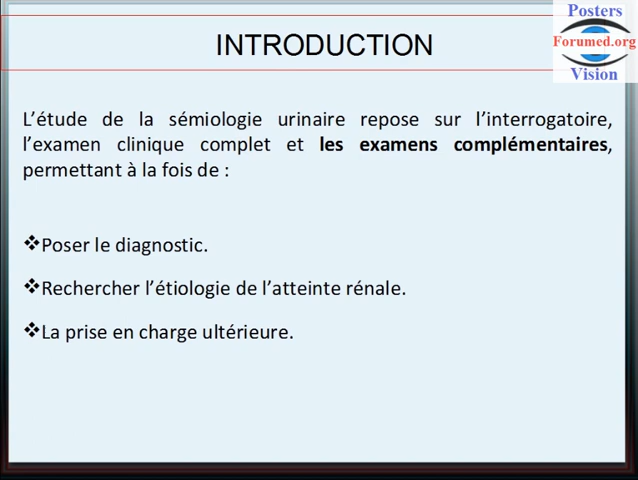 Posters
Forumed.org
Vision
INTRODUCTION
L’étude de la sémiologie urinaire repose sur l’interrogatoire,
l’examen clinique complet et les examens complémentaires,
permettant à la fois de :
❖Poser le diagnostic.
❖Rechercher l’étiologie de l’atteinte rénale.
❖La prise en charge ultérieure.